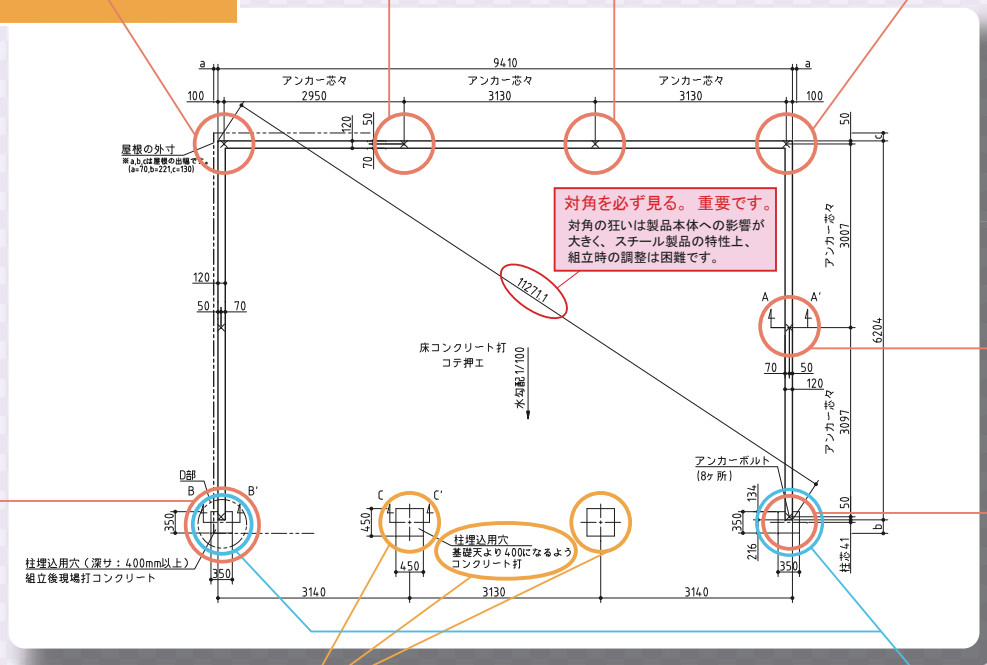 a
9410
a
アンカー芯々
アンカー芯々
アンカー芯々
100
2950
3130
3130
100
120
50
70
50
c
屋根の外寸
※a,b,cは屋根の出幅です。
(a=70,b=221,c=130)
対角を必ず見る。重要です。
対角の狂いは製品本体への影響が
大きく、スチール製品の特性上、
組立時の調整は困難です。
11271.1
アンカー芯々
3007
120
50
70
A
A'
6204
床コンクリート打
コテ押エ
水勾配1/100
70
50
120
アンカー芯々
3097
アンカーボルト
(8ヶ所)
D部
B
B'
C
C'
350
450
134
350
216
50
b
柱芯41
柱埋込用穴
基礎天より400になるよう
コンクリート打
柱埋込用穴(深サ:400mm以上)
組立後現場打コンクリート
350
450
350
3140
3130
3140